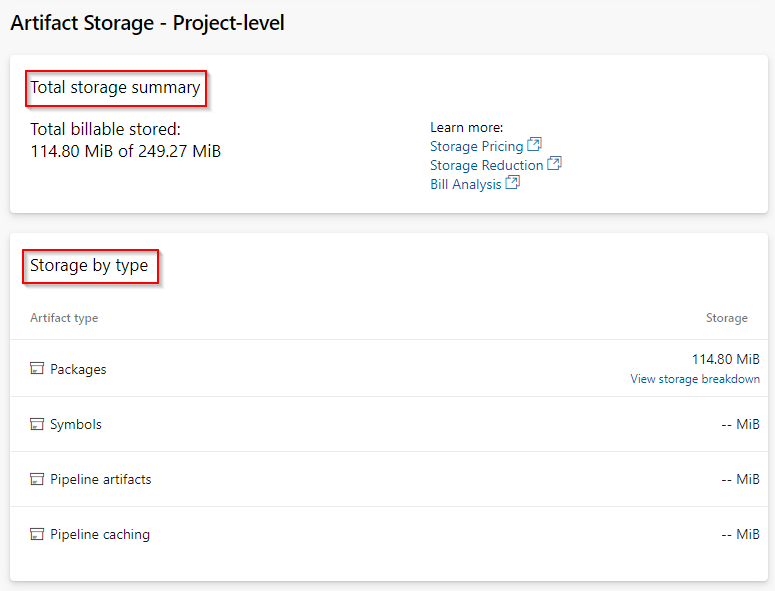 Artifact Storage - Project-level
Total storage summary
Total billable stored:
114.80 MiB of 249.27 MiB
Learn more:
Storage Pricing
Storage Reduction
Bill Analysis
Storage by type
Artifact type Storage
Packages 114.80 MiB
View storage breakdown
Symbols -- MiB
Pipeline artifacts -- MiB
Pipeline caching -- MiB